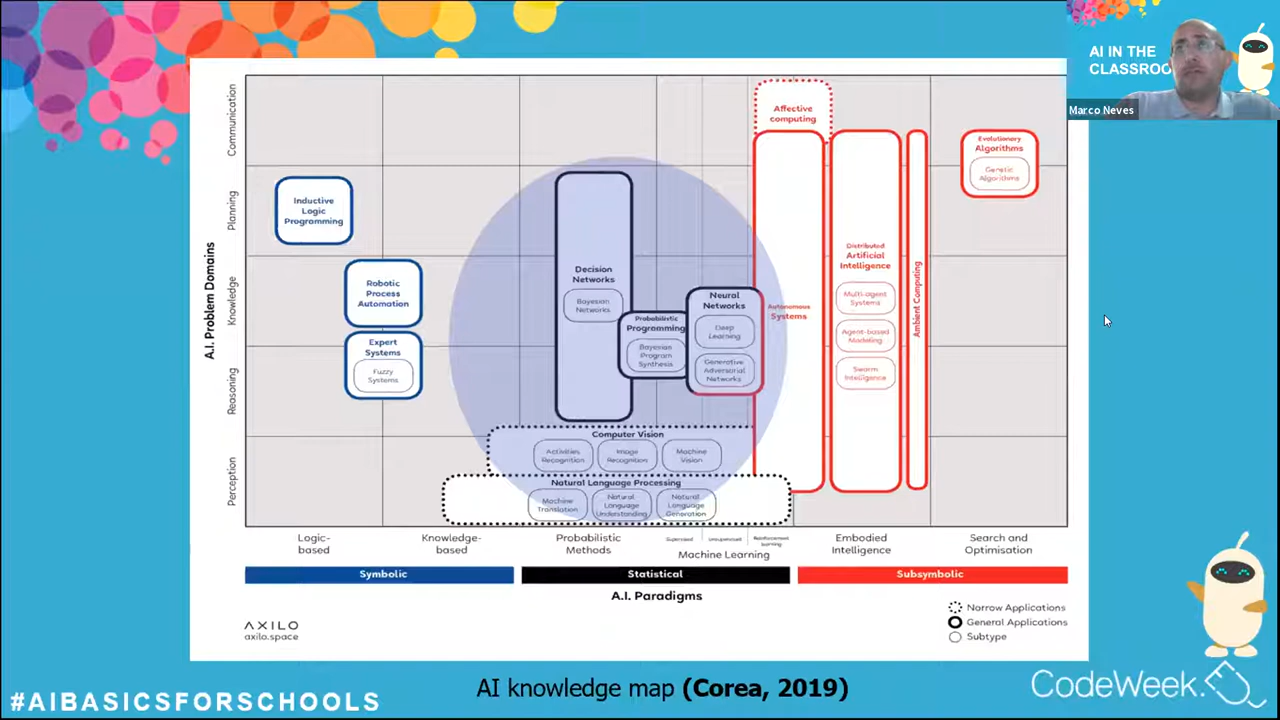 AI IN THE
CLASSROO
Marco Neves
A.I. Problem Domains
Communication
Planning
Knowledge
Reasoning
Perception
Affective
computing
Evolutionary
Algorithms
Genetic
Algorithms
Inductive
Logic
Programming
Robotic
Process
Automation
Expert
Systems
Fuzzy
Systems
Decision
Networks
Bayesian
Networks
Probabilistic
Programming
Bayesian
Program
Synthesis
Neural
Networks
Deep
Learning
Generative
Adversarial
Networks
Autonomous
Systems
Distributed
Artificial
Intelligence
Multi-agent
Systems
Agent-based
Modeling
Swarm
Intelligence
Ambient Computing
Computer Vision
Activities
Recognition
Image
Recognition
Machine
Vision
Natural Language Processing
Machine
Translation
Natural
Language
Understanding
Natural
Language
Generation
Logic-
based
Knowledge-
based
Probabilistic
Methods
Supervised
Unsupervised
Reinforcement
Learning
Machine Learning
Embodied
Intelligence
Search and
Optimisation
Symbolic
Statistical
Subsymbolic
A.I. Paradigms
AXILO
axilo.space
Narrow Applications
General Applications
Subtype
AI knowledge map (Corea, 2019)
#AIBASICSFORSCHOOLS
CodeWeek.